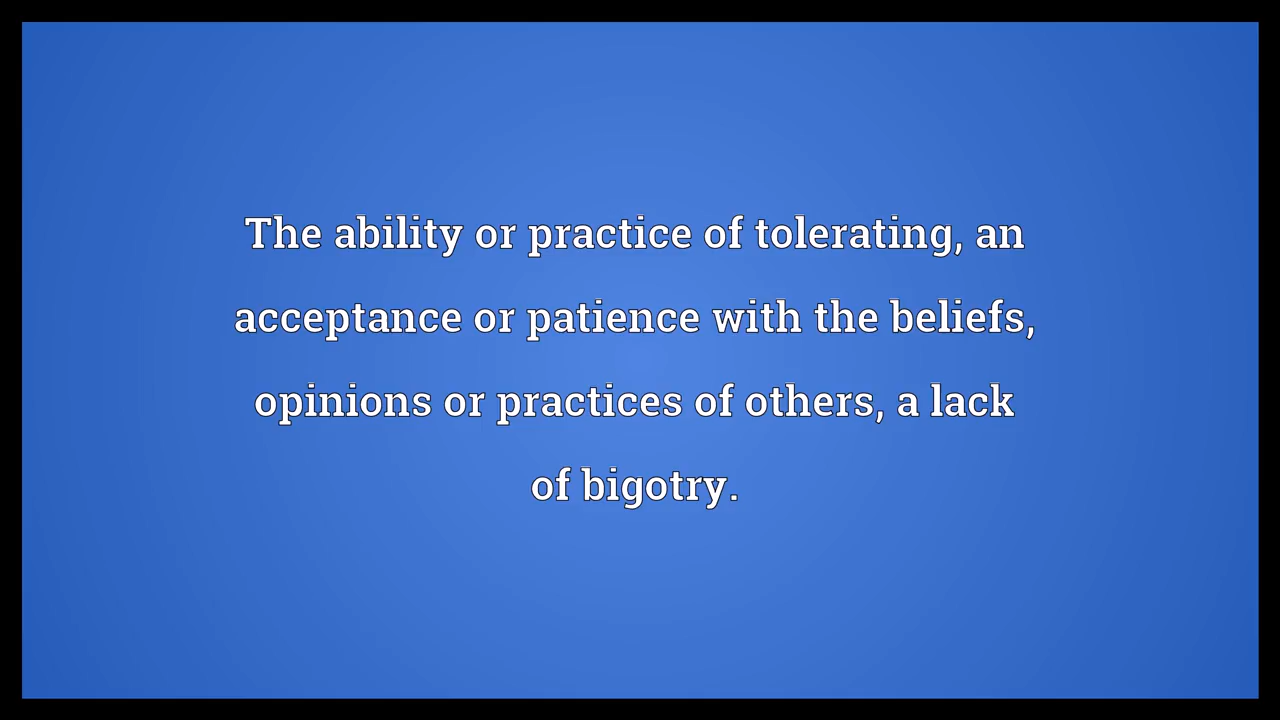 The ability or practice of tolerating, an
acceptance or patience with the beliefs,
opinions or practices of others, a lack
of bigotry.